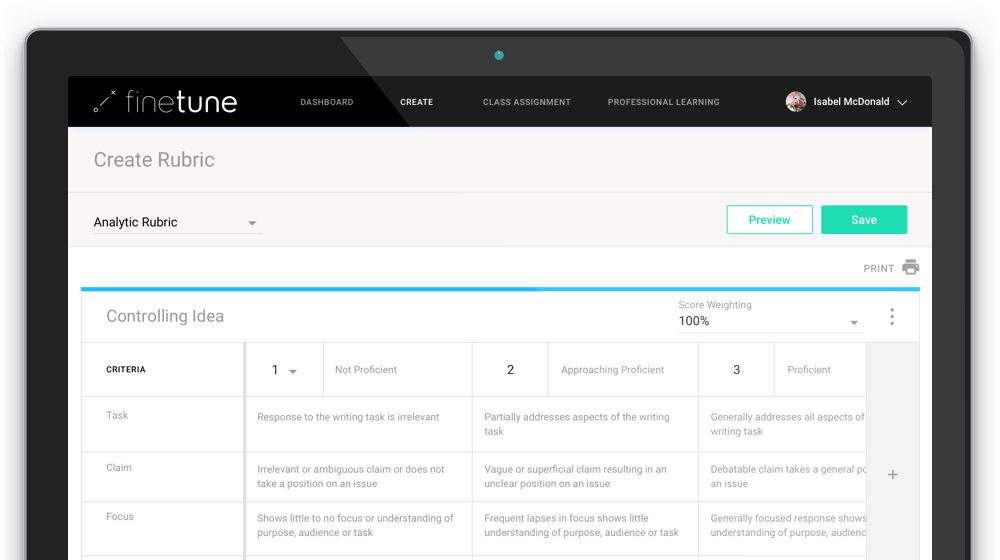 finetune
DASHBOARD
CREATE
CLASS ASSIGNMENT
PROFESSIONAL LEARNING
Isabel McDonald
Create Rubric
Analytic Rubric
Preview
Save
PRINT
Controlling Idea
Score Weighting
100%
CRITERIA
1
Not Proficient
2
Approaching Proficient
3
Proficient
Task
Response to the writing task is irrelevant
Partially addresses aspects of the writing
task
Generally addresses all aspects of
writing task
Claim
Irrelevant or ambiguous claim or does not
take a position on an issue
Vague or superficial claim resulting in an
unclear position on an issue
Debatable claim takes a general po
an issue
+
Focus
Shows little to no focus or understanding of
purpose, audience or task
Frequent lapses in focus shows little
understanding of purpose, audience or task
Generally focused response shows
understanding of purpose, audienc